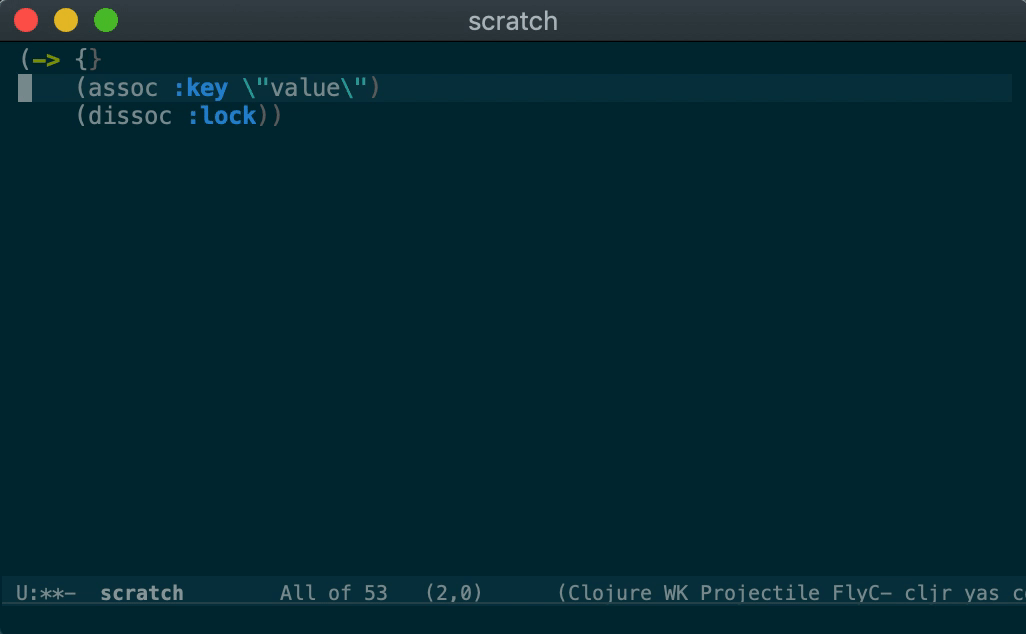 scratch
(-> {}
    (assoc :key \"value\")
    (dissoc :lock))
U:**-  scratch       All of 53   (2,0)      (Clojure WK Projectile FlyC- cljr yas c